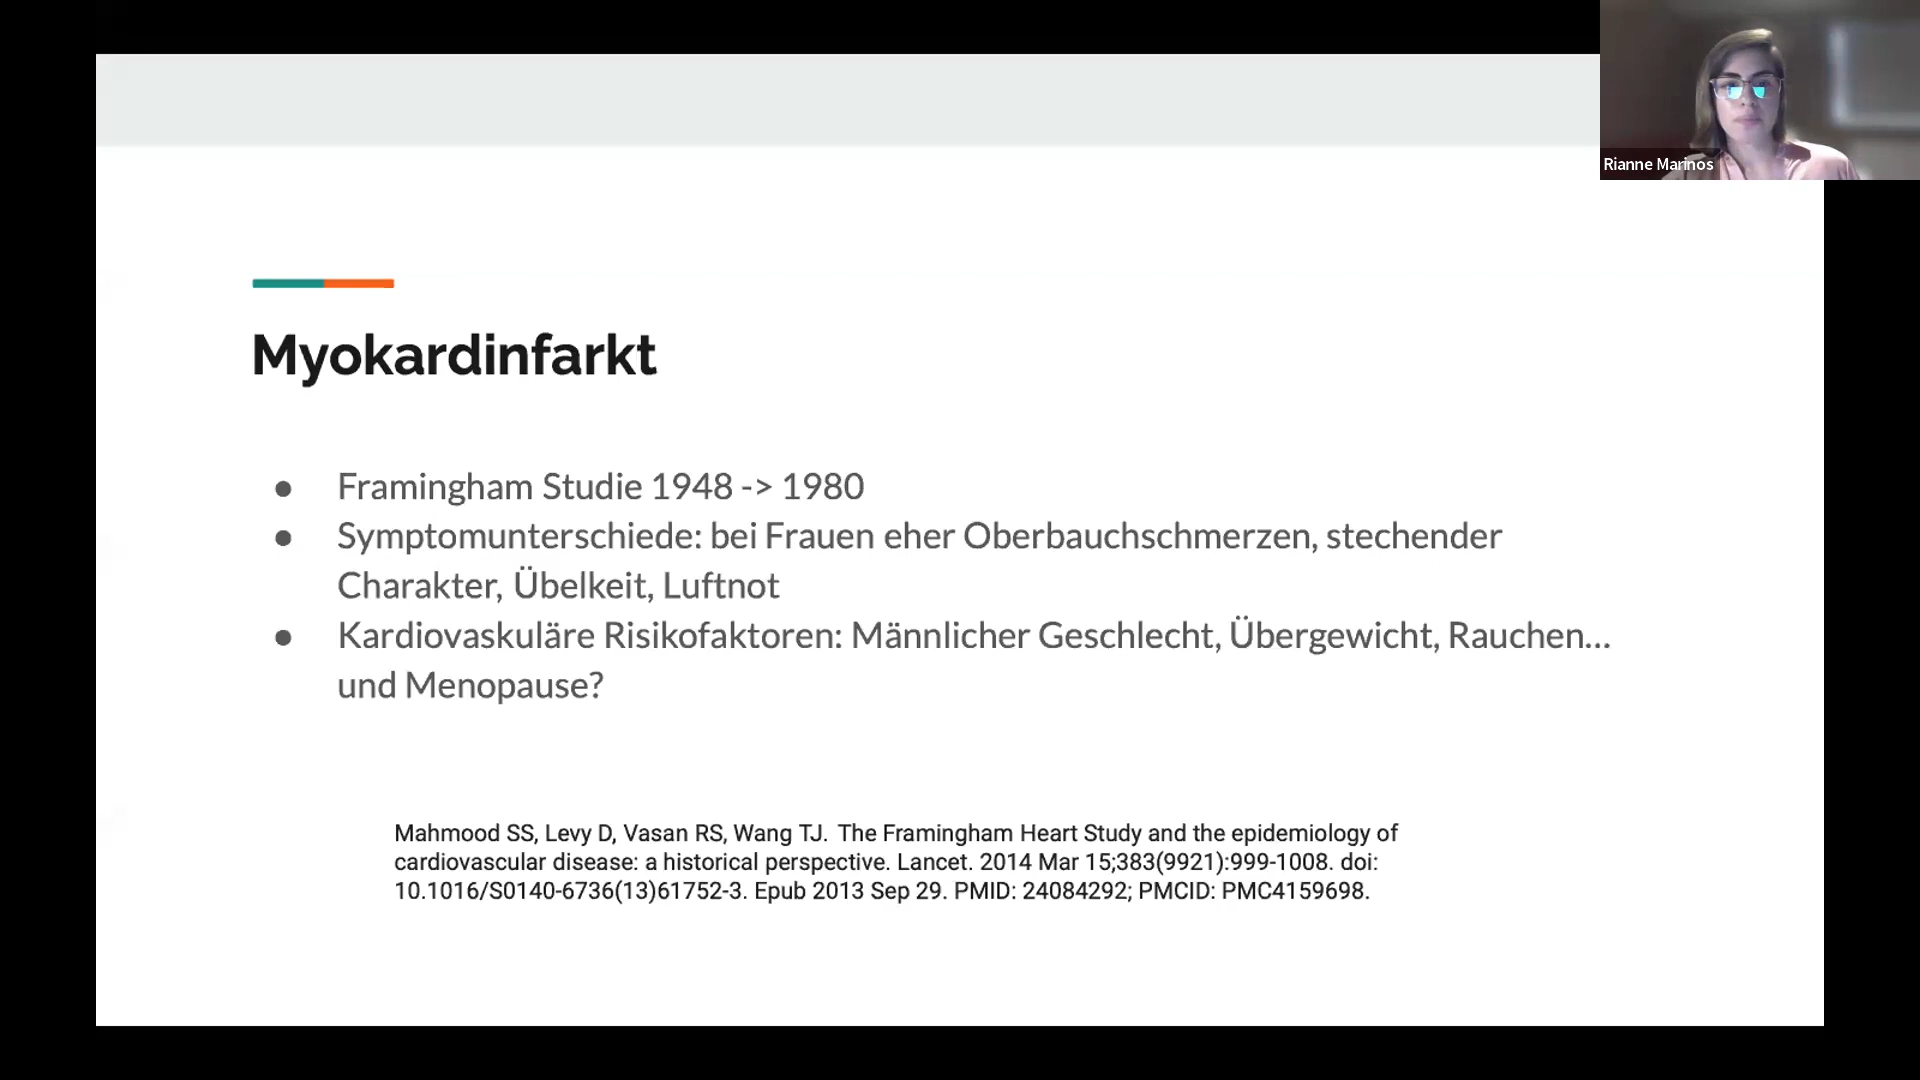 Rianne Marinos
Myokardinfarkt
● Framingham Studie 1948 -> 1980
● Symptomunterschiede: bei Frauen eher Oberbauchschmerzen, stechender
Charakter, Übelkeit, Luftnot
● Kardiovaskuläre Risikofaktoren: Männlicher Geschlecht, Übergewicht, Rauchen...
und Menopause?
Mahmood SS, Levy D, Vasan RS, Wang TJ. The Framingham Heart Study and the epidemiology of
cardiovascular disease: a historical perspective. Lancet. 2014 Mar 15;383(9921):999-1008. doi:
10.1016/S0140-6736(13)61752-3. Epub 2013 Sep 29. PMID: 24084292; PMCID: PMC4159698.